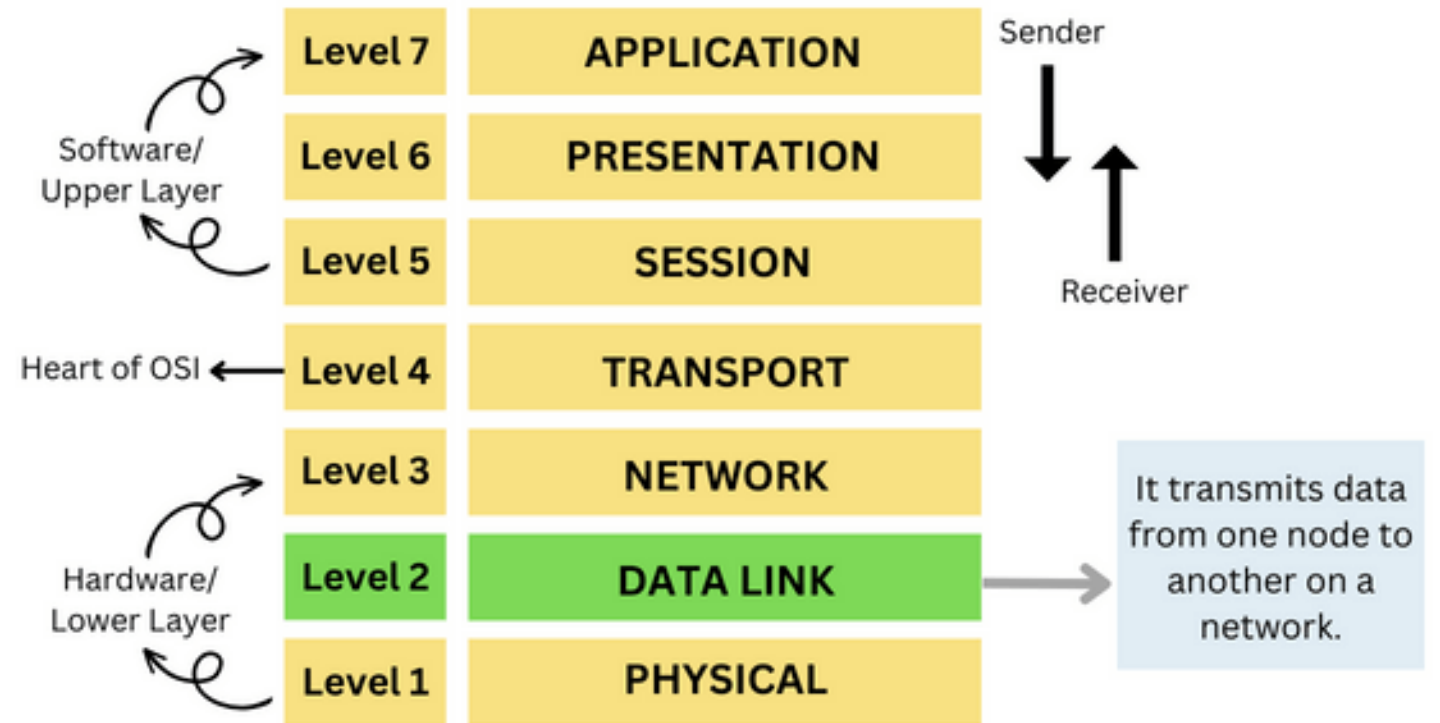 Level 7
APPLICATION
Sender
Level 6
PRESENTATION
Software/
Upper Layer
Level 5
SESSION
Receiver
Heart of OSI
Level 4
TRANSPORT
Level 3
NETWORK
It transmits data
from one node to
another on a
network.
Hardware/
Lower Layer
Level 2
DATA LINK
Level 1
PHYSICAL